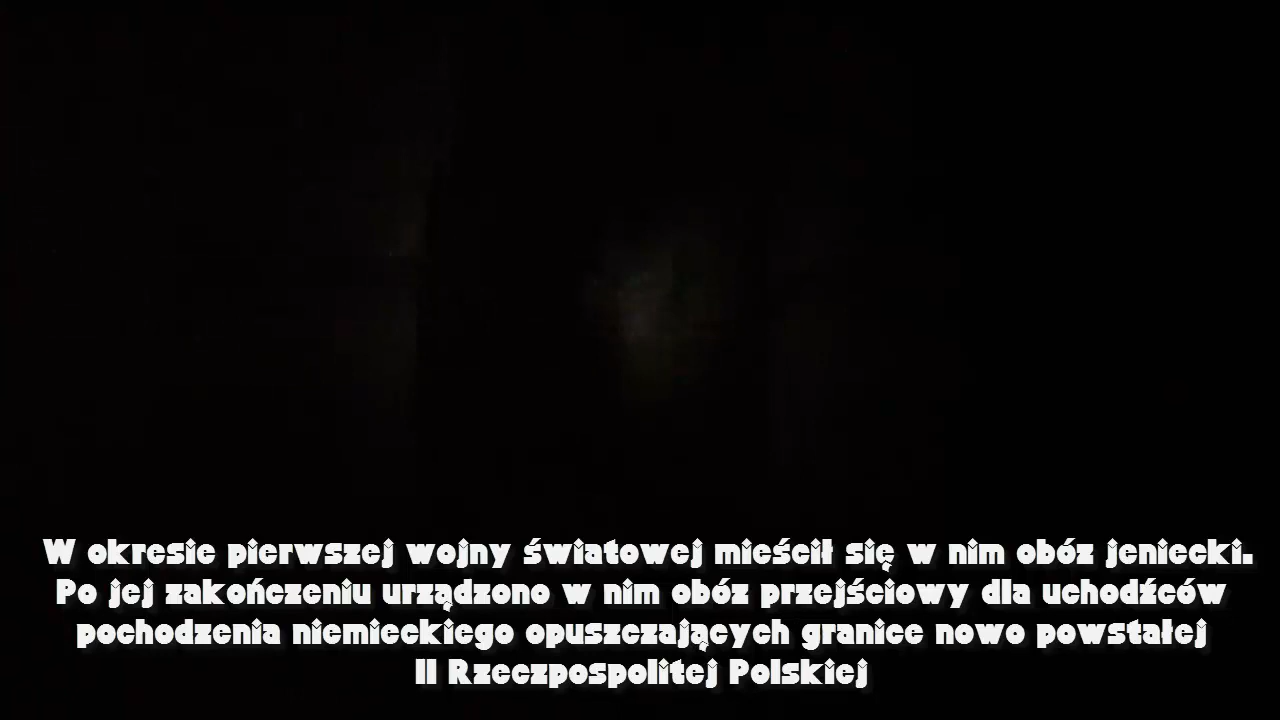 W okresie pierwszej wojny światowej mieścił się w nim obóz jeniecki.
Po jej zakończeniu urządzono w nim obóz przejściowy dla uchodźców
pochodzenia niemieckiego opuszczających granice nowo powstałej
II Rzeczpospolitej Polskiej